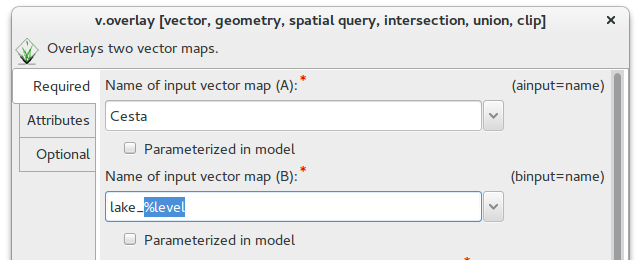 v.overlay [vector, geometry, spatial query, intersection, union, clip]
Overlays two vector maps.
Required
Attributes
Optional
Name of input vector map (A):* (ainput=name)
Cesta
Parameterized in model
Name of input vector map (B):* (binput=name)
lake_%level
Parameterized in model